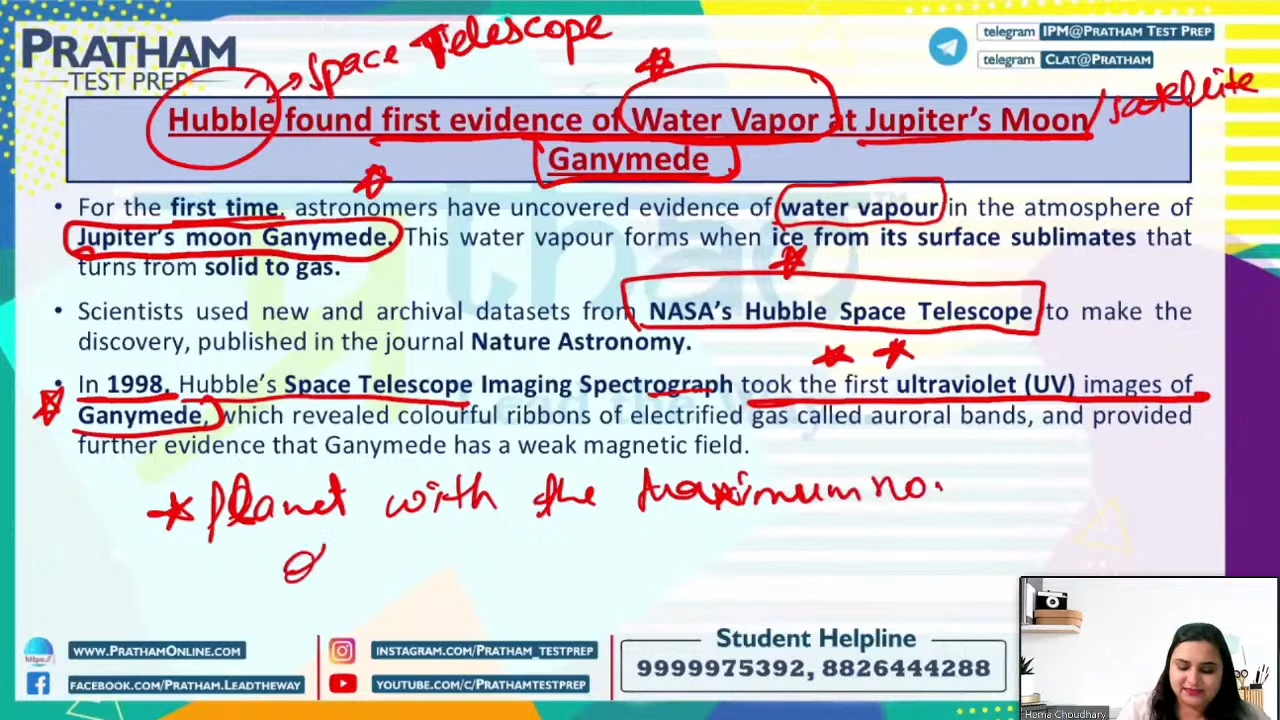 PRATHAM
TEST PREP
Space Telescope
telegram IPM@PRATHAM TEST PREP
telegram CLAT@PRATHAM
Hubble found first evidence of Water Vapor at Jupiter's Moon / satellite
Ganymede
• For the first time, astronomers have uncovered evidence of water vapour in the atmosphere of
Jupiter's moon Ganymede. This water vapour forms when ice from its surface sublimates that
turns from solid to gas.
• Scientists used new and archival datasets from NASA's Hubble Space Telescope to make the
discovery, published in the journal Nature Astronomy.
• In 1998, Hubble's Space Telescope Imaging Spectrograph took the first ultraviolet (UV) images of
Ganymede, which revealed colourful ribbons of electrified gas called auroral bands, and provided
further evidence that Ganymede has a weak magnetic field.
Planet with the maximum no.
https://
WWW.PRATHAMONLINE.COM
FACEBOOK.COM/PRATHAM.LEADTHEWAY
INSTAGRAM.COM/PRATHAM_TESTPREP
YOUTUBE.COM/C/PRATHAMTESTPREP
Student Helpline
9999975392, 8826444288
Hema Choudhary